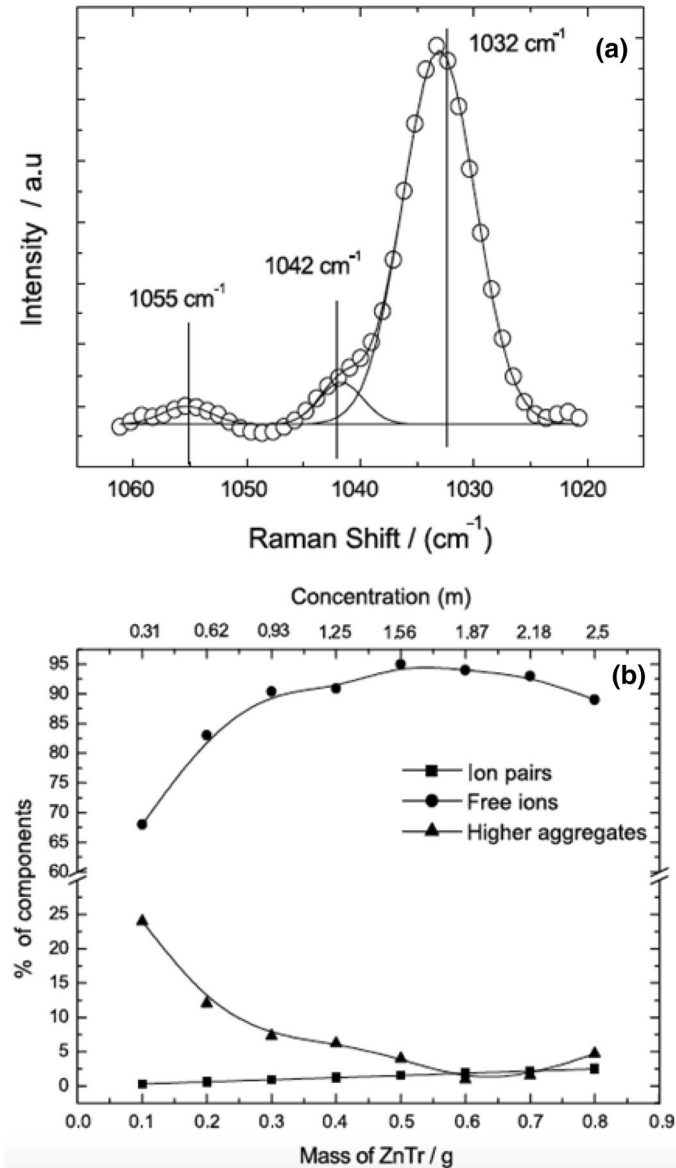 (a)
1032 cm⁻¹
1042 cm⁻¹
1055 cm⁻¹
Intensity / a.u
1060 1050 1040 1030 1020
Raman Shift / (cm⁻¹)
Concentration (m)
0.31 0.62 0.93 1.25 1.56 1.87 2.18 2.5
(b)
95
90
85
80
75
70
65
60
25
20
15
10
5
0
Ion pairs
Free ions
Higher aggregates
% of components
0.0 0.1 0.2 0.3 0.4 0.5 0.6 0.7 0.8 0.9
Mass of ZnTr / g